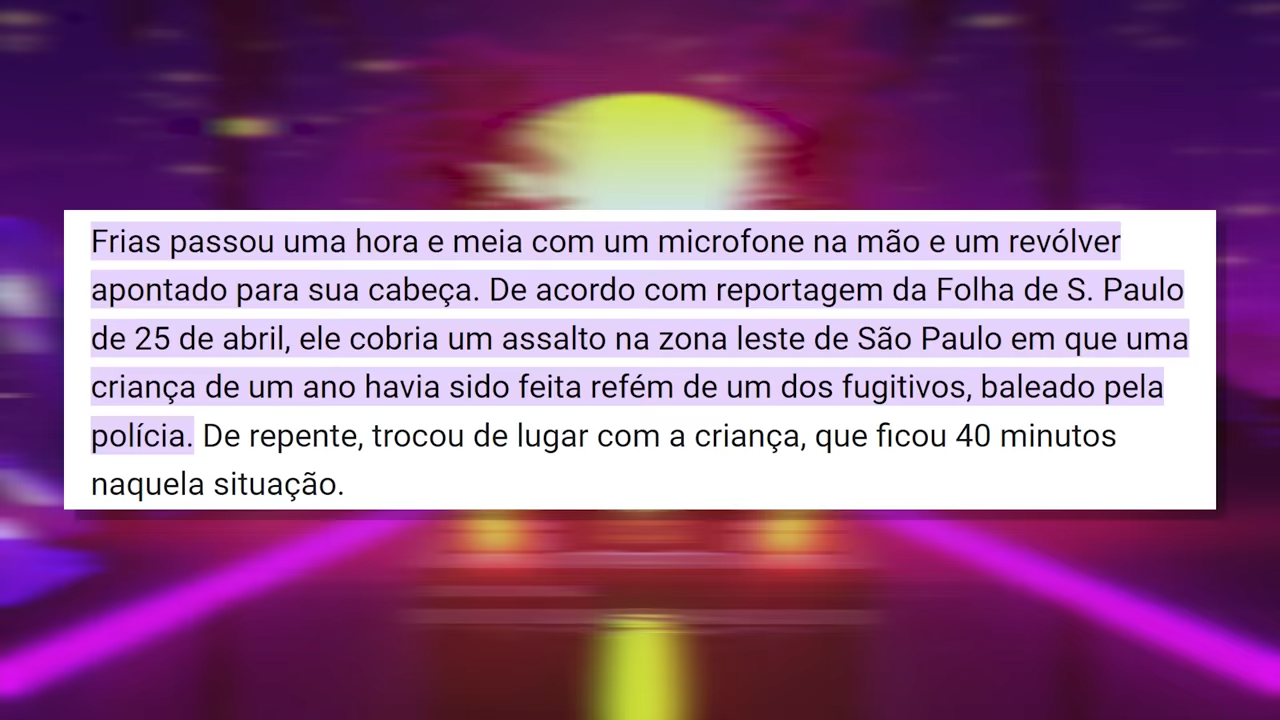 Frias passou uma hora e meia com um microfone na mão e um revólver
apontado para sua cabeça. De acordo com reportagem da Folha de S. Paulo
de 25 de abril, ele cobria um assalto na zona leste de São Paulo em que uma
criança de um ano havia sido feita refém de um dos fugitivos, baleado pela
polícia. De repente, trocou de lugar com a criança, que ficou 40 minutos
naquela situação.